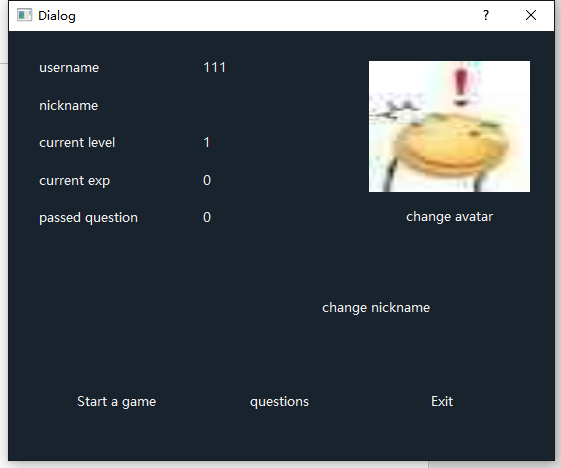 Dialog
?
username 111
nickname
current level 1
current exp 0
passed question 0
change avatar
change nickname
Start a game questions Exit